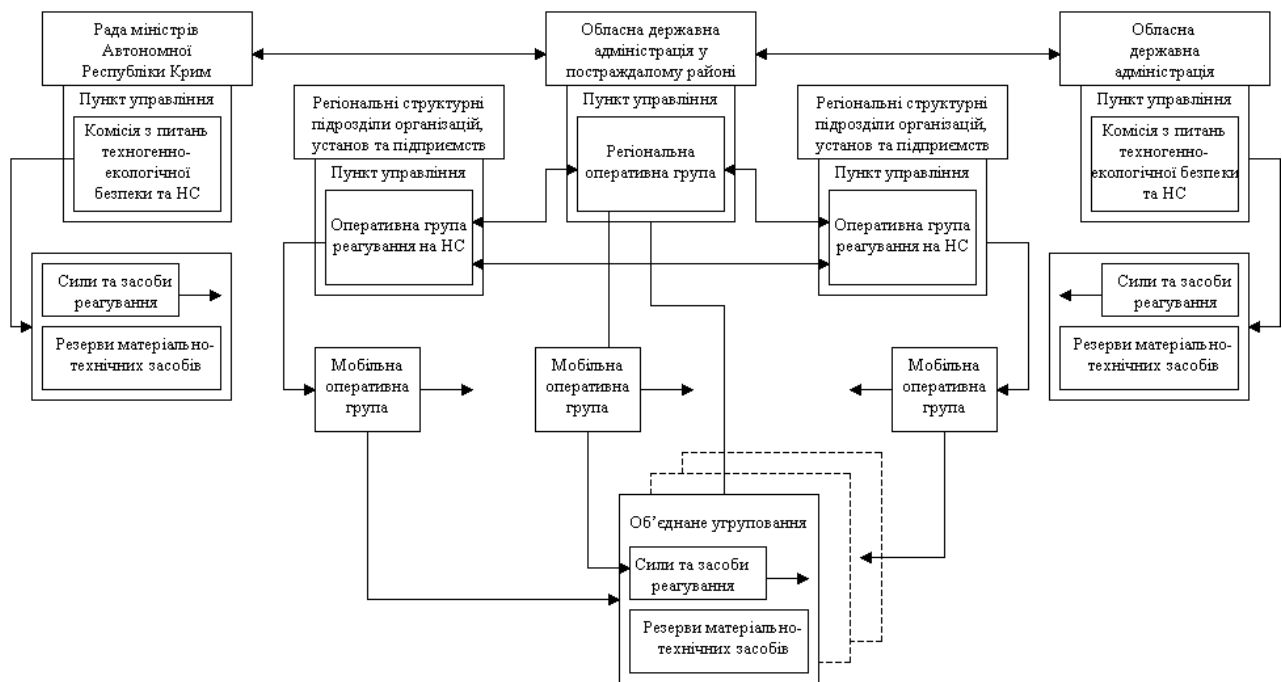 Рада міністрів
Автономної
Республіки Крим
Пункт управління
Комісія з питань
техногенно-
екологічної
безпеки та НС
Сили та засоби
реагування
Резерви матеріально-
технічних засобів
Регіональні структурні
підрозділи організацій,
установ та підприємств
Пункт управління
Оперативна група
реагування на НС
Мобільна
оперативна
група
Обласна державна
адміністрація у
постраждалому районі
Пункт управління
Регіональна
оперативна група
Мобільна
оперативна
група
Регіональні структурні
підрозділи організацій,
установ та підприємств
Пункт управління
Оперативна група
реагування на НС
Мобільна
оперативна
група
Обласна
державна
адміністрація
Пункт управління
Комісія з питань
техногенно-
екологічної безпеки
та НС
Сили та засоби
реагування
Резерви матеріально-
технічних засобів
Об’єднане угруповання
Сили та засоби
реагування
Резерви матеріально-
технічних засобів